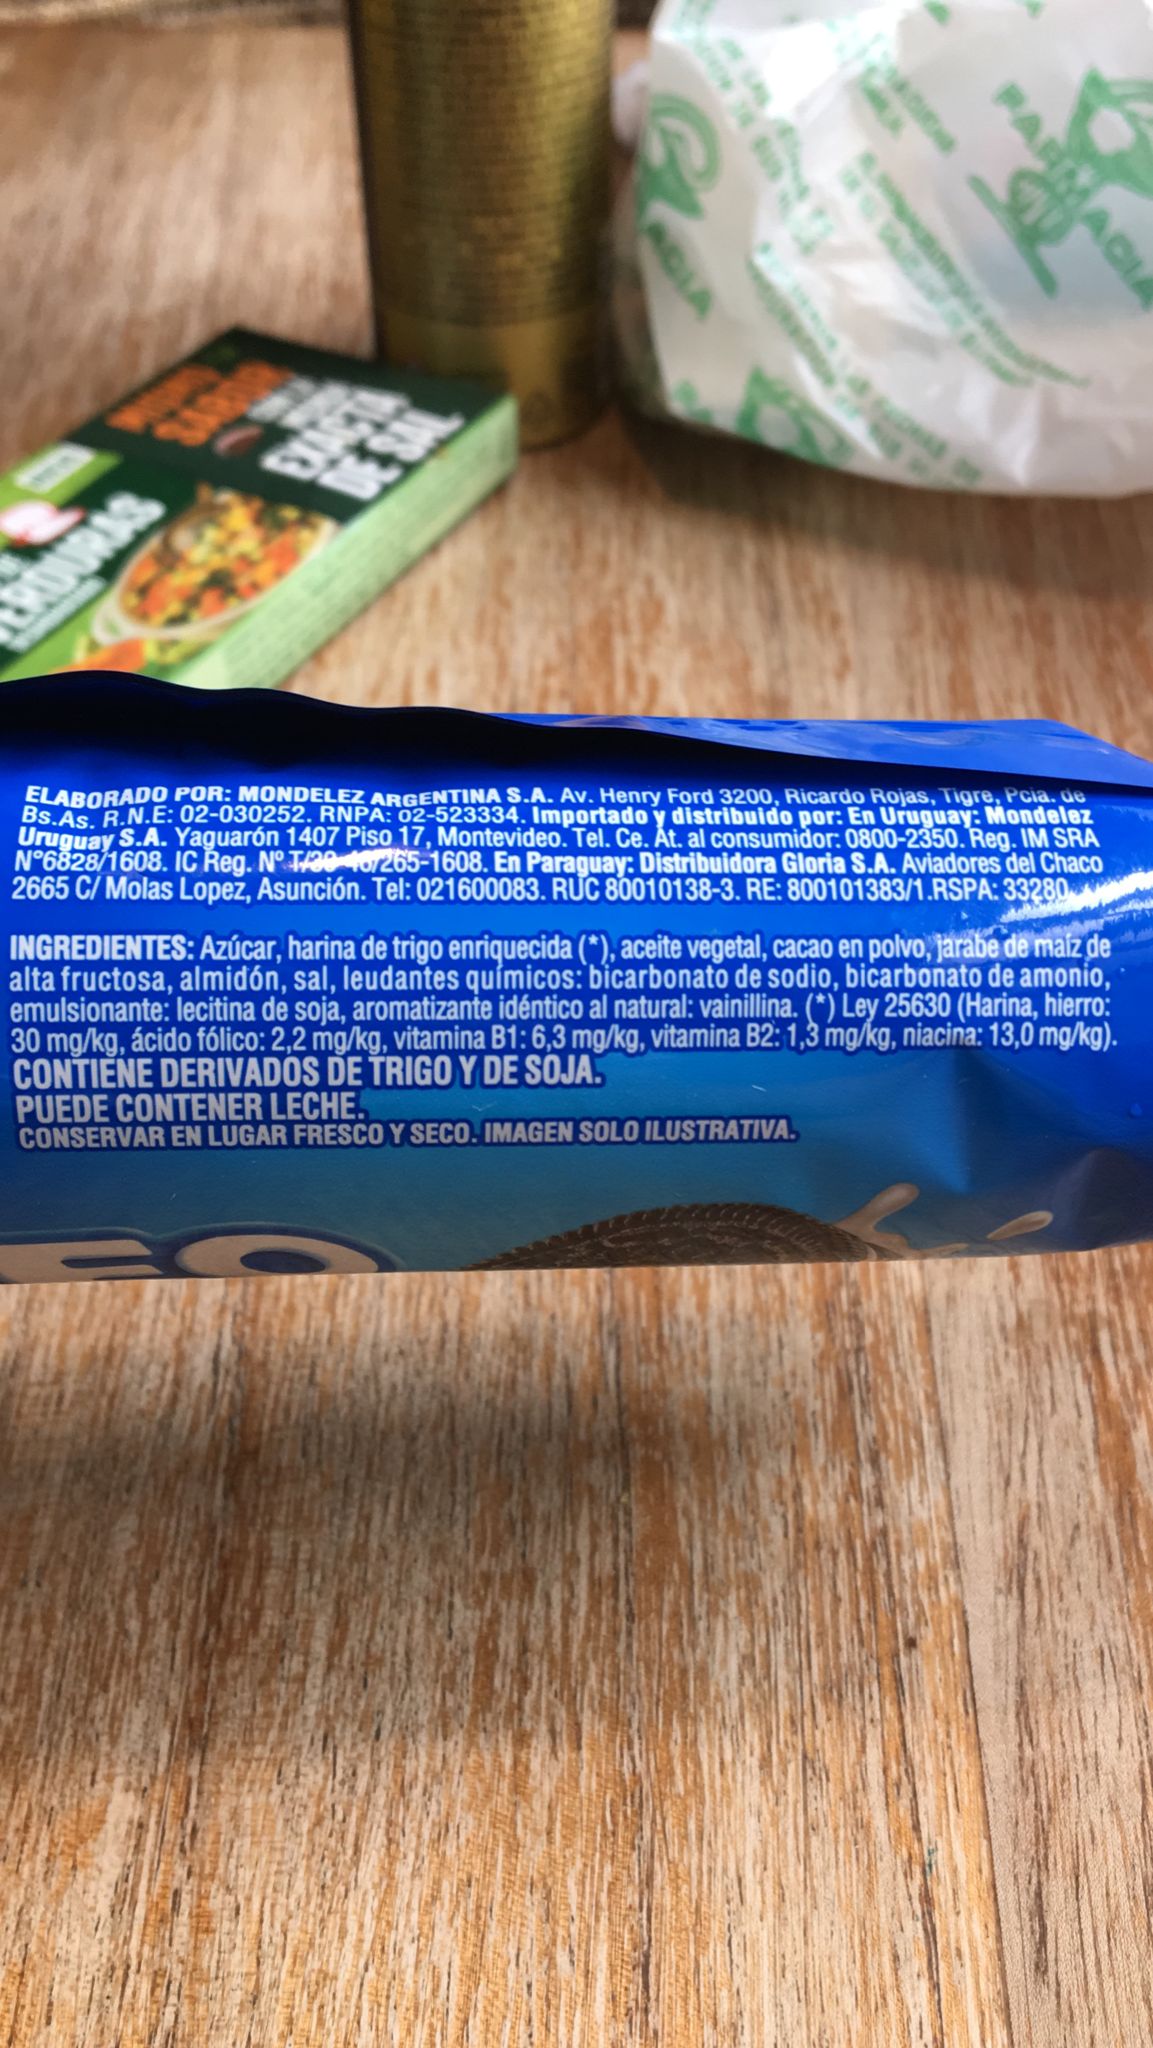 PURO
SABOR
EXACTA
DE SAL
VERDURAS
FARMACIA
ELABORADO POR: MONDELEZ ARGENTINA S.A. Av. Henry Ford 3200, Ricardo Rojas, Tigre, Pcia. de
Bs.As. R.N.E: 02-030252. RNPA: 02-523334. Importado y distribuido por: En Uruguay: Mondelez
Uruguay S.A. Yaguarón 1407 Piso 17, Montevideo. Tel. Ce. At. al consumidor: 0800-2350. Reg. IM SRA
N°6828/1608. IC Reg. N° En Paraguay: Distribuidora Gloria S.A. Aviadores del Chaco
2665 C/ Molas Lopez, Asunción. Tel: 021600083. RUC 80010138-3. RE: 800101383/1.RSPA: 33280.
INGREDIENTES: Azúcar, harina de trigo enriquecida (*), aceite vegetal, cacao en polvo, jarabe de maíz de
alta fructosa, almidón, sal, leudantes químicos: bicarbonato de sodio, bicarbonato de amonio,
emulsionante: lecitina de soja, aromatizante idéntico al natural: vainillina. (*) Ley 25630 (Harina, hierro:
30 mg/kg, ácido fólico: 2,2 mg/kg, vitamina B1: 6,3 mg/kg, vitamina B2: 1,3 mg/kg, niacina: 13,0 mg/kg).
CONTIENE DERIVADOS DE TRIGO Y DE SOJA.
PUEDE CONTENER LECHE.
CONSERVAR EN LUGAR FRESCO Y SECO. IMAGEN SOLO ILUSTRATIVA.
EO